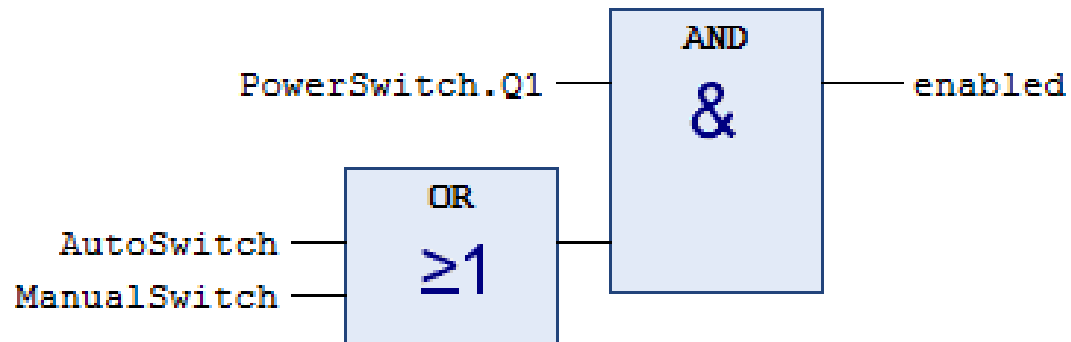 AND
PowerSwitch.Q1
enabled
&
OR
AutoSwitch
≥1
ManualSwitch